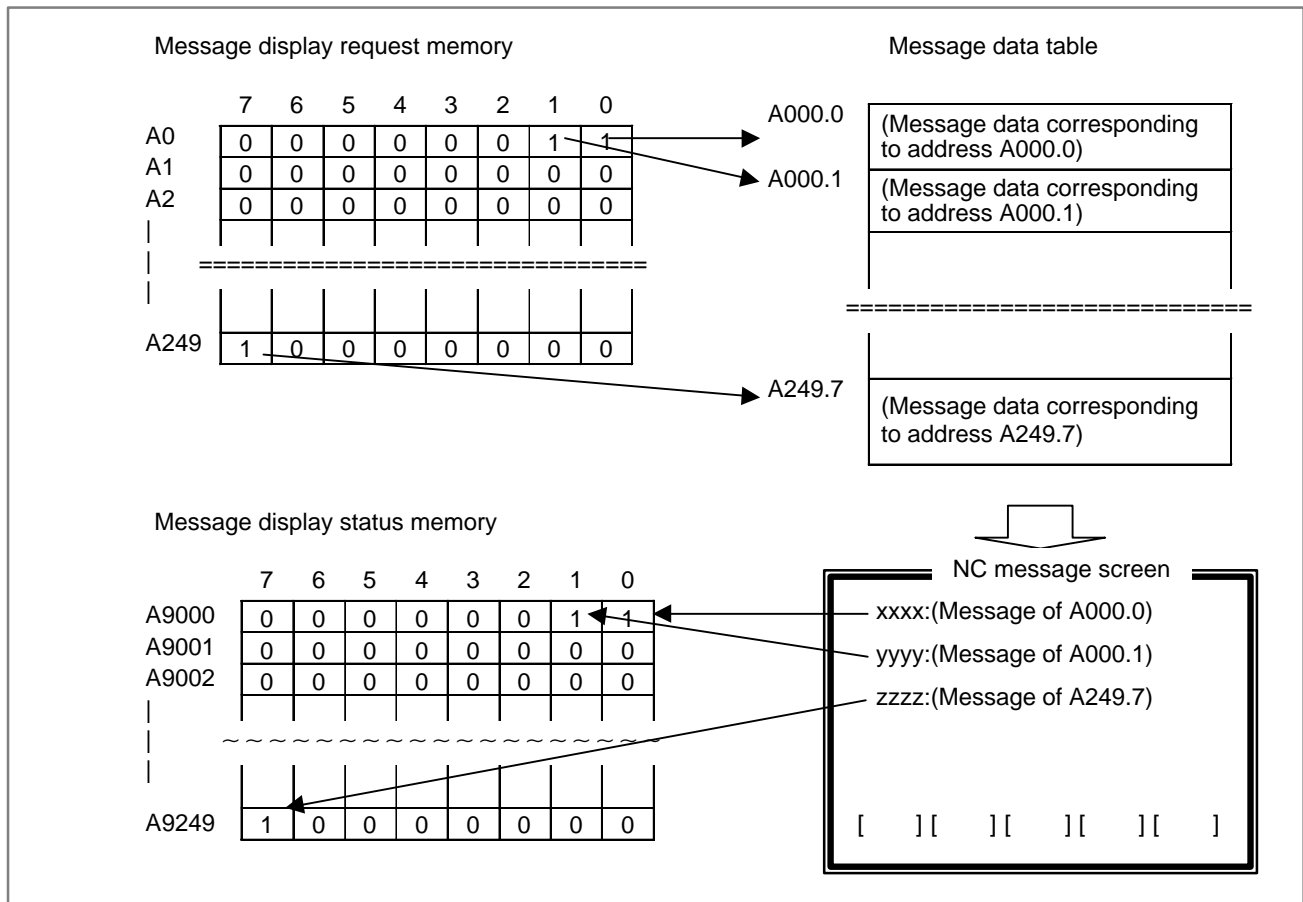 Message display request memory
Message data table
7 6 5 4 3 2 1 0
A0 0 0 0 0 0 0 1 1
A1 0 0 0 0 0 0 0 0
A2 0 0 0 0 0 0 0 0
|
|
|
=================================
A249 1 0 0 0 0 0 0 0
A000.0
(Message data corresponding
to address A000.0)
A000.1
(Message data corresponding
to address A000.1)
==============================
A249.7
(Message data corresponding
to address A249.7)
Message display status memory
7 6 5 4 3 2 1 0
A9000 0 0 0 0 0 0 1 1
A9001 0 0 0 0 0 0 0 0
A9002 0 0 0 0 0 0 0 0
|
|
|
~ ~ ~ ~ ~ ~ ~ ~ ~ ~ ~ ~ ~ ~ ~ ~ ~ ~ ~
A9249 1 0 0 0 0 0 0 0
NC message screen
xxxx:(Message of A000.0)
yyyy:(Message of A000.1)
zzzz:(Message of A249.7)
[ ] [ ] [ ] [ ] [ ]